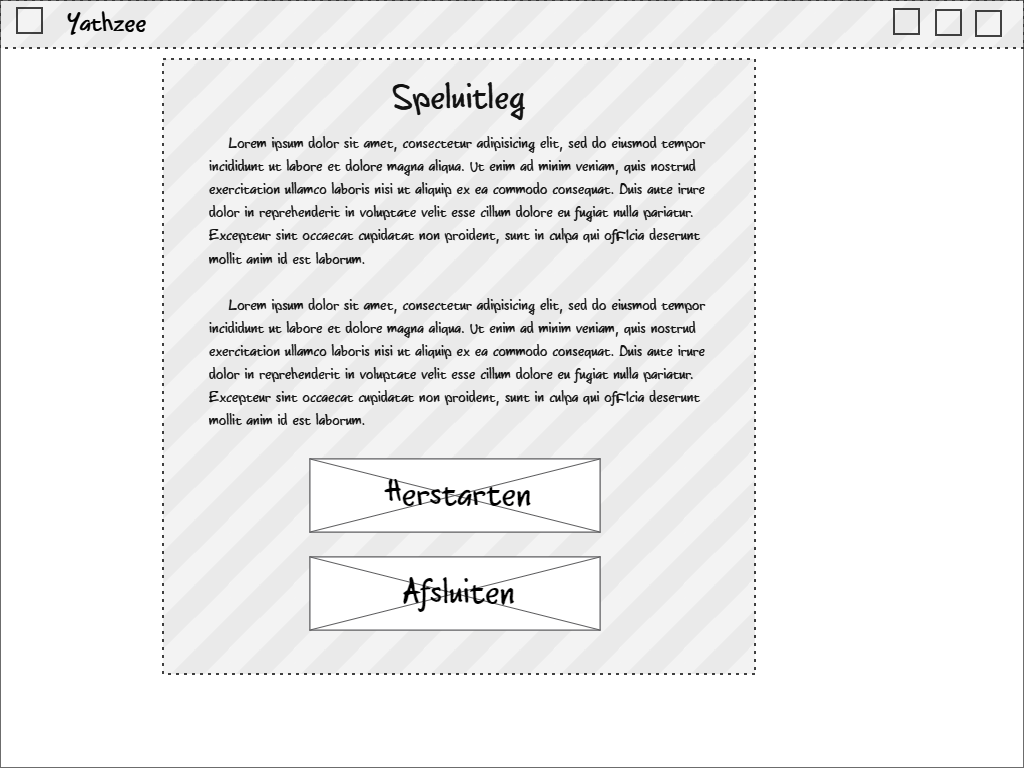 Yathzee
Speluitleg
Lorem ipsum dolor sit amet, consectetur adipisicing elit, sed do eiusmod tempor
incididunt ut labore et dolore magna aliqua. Ut enim ad minim veniam, quis nostrud
exercitation ullamco laboris nisi ut aliquip ex ea commodo consequat. Duis aute irure
dolor in reprehenderit in voluptate velit esse cillum dolore eu fugiat nulla pariatur.
Excepteur sint occaecat cupidatat non proident, sunt in culpa qui officia deserunt
mollit anim id est laborum.
Lorem ipsum dolor sit amet, consectetur adipisicing elit, sed do eiusmod tempor
incididunt ut labore et dolore magna aliqua. Ut enim ad minim veniam, quis nostrud
exercitation ullamco laboris nisi ut aliquip ex ea commodo consequat. Duis aute irure
dolor in reprehenderit in voluptate velit esse cillum dolore eu fugiat nulla pariatur.
Excepteur sint occaecat cupidatat non proident, sunt in culpa qui officia deserunt
mollit anim id est laborum.
Herstarten
Afsluiten